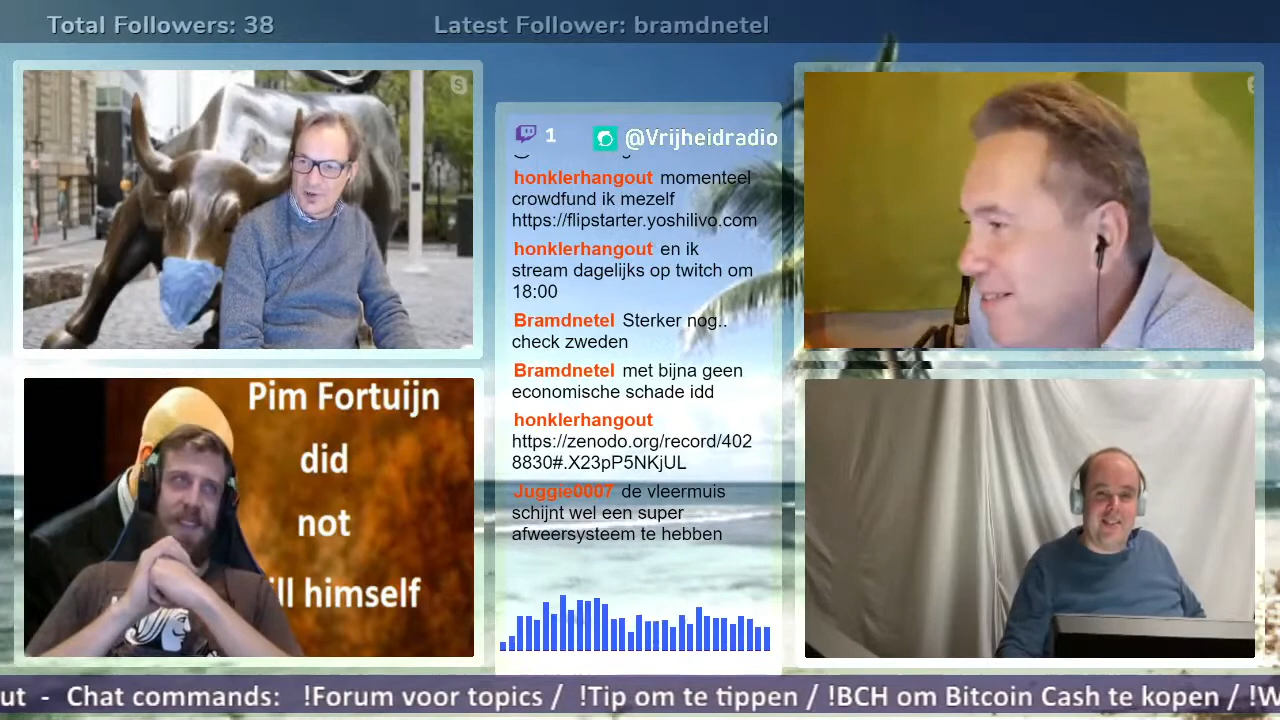 Total Followers: 38
Latest Follower: bramdnetel
1
@Vrijheidradio
honklerhangout momenteel
crowdfund ik mezelf
https://flipstarter.yoshilivo.com
honklerhangout en ik
stream dagelijks op twitch om
18:00
Bramdnetel Sterker nog..
check zweden
Bramdnetel met bijna geen
economische schade idd
honklerhangout
https://zenodo.org/record/402
8830#.X23pP5NKjUL
Juggie0007 de vleermuis
schijnt wel een super
afweersysteem te hebben
Pim Fortuijn
did
not
ill himself
ut - Chat commands: !Forum voor topics / !Tip om te tippen / !BCH om Bitcoin Cash te kopen / !W